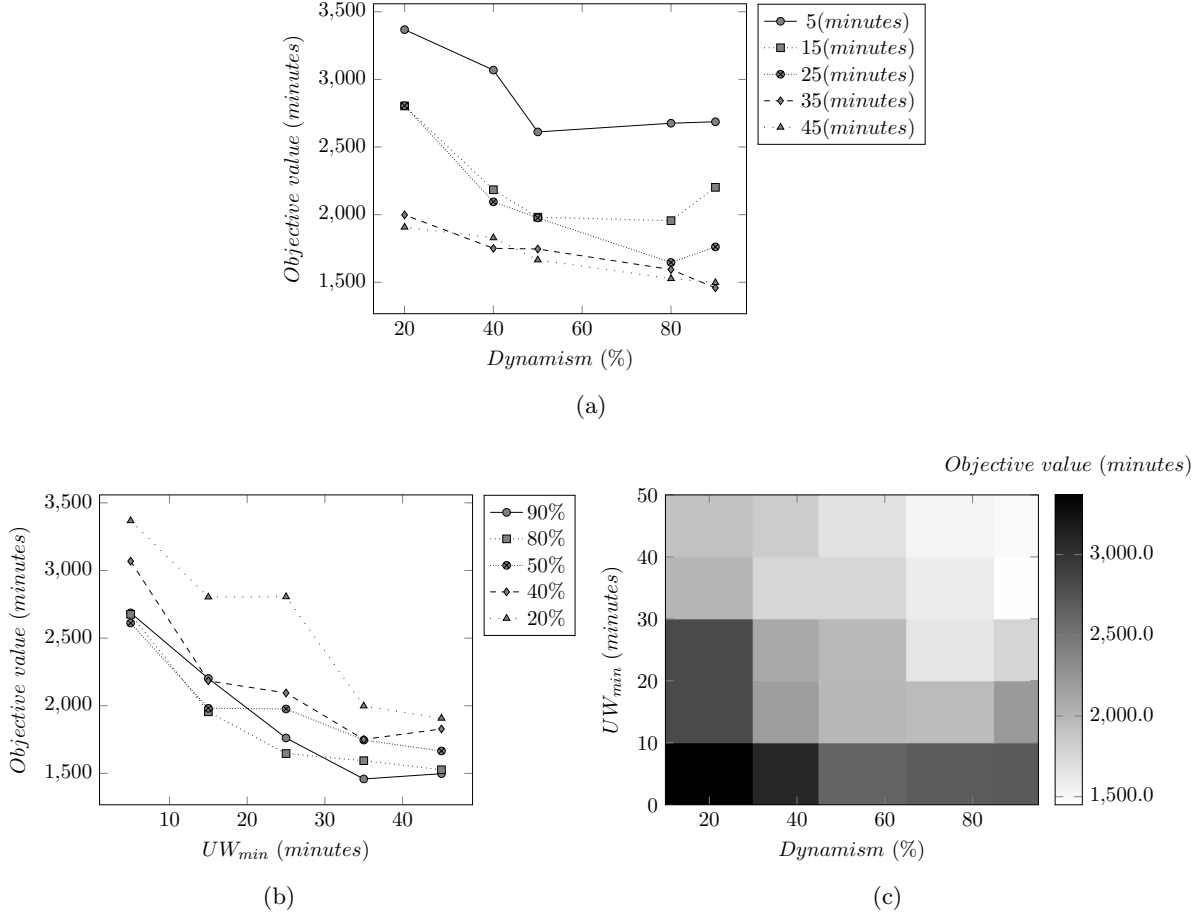 3,500
3,000
2,500
2,000
1,500
Objective value (minutes)
20
40
60
80
Dynamism (%)
5(minutes)
15(minutes)
25(minutes)
35(minutes)
45(minutes)
(a)
3,500
3,000
2,500
2,000
1,500
Objective value (minutes)
10
20
30
40
UWmin (minutes)
90%
80%
50%
40%
20%
(b)
Objective value (minutes)
50
40
30
20
10
0
UWmin (minutes)
20
40
60
80
Dynamism (%)
3,000.0
2,500.0
2,000.0
1,500.0
(c)